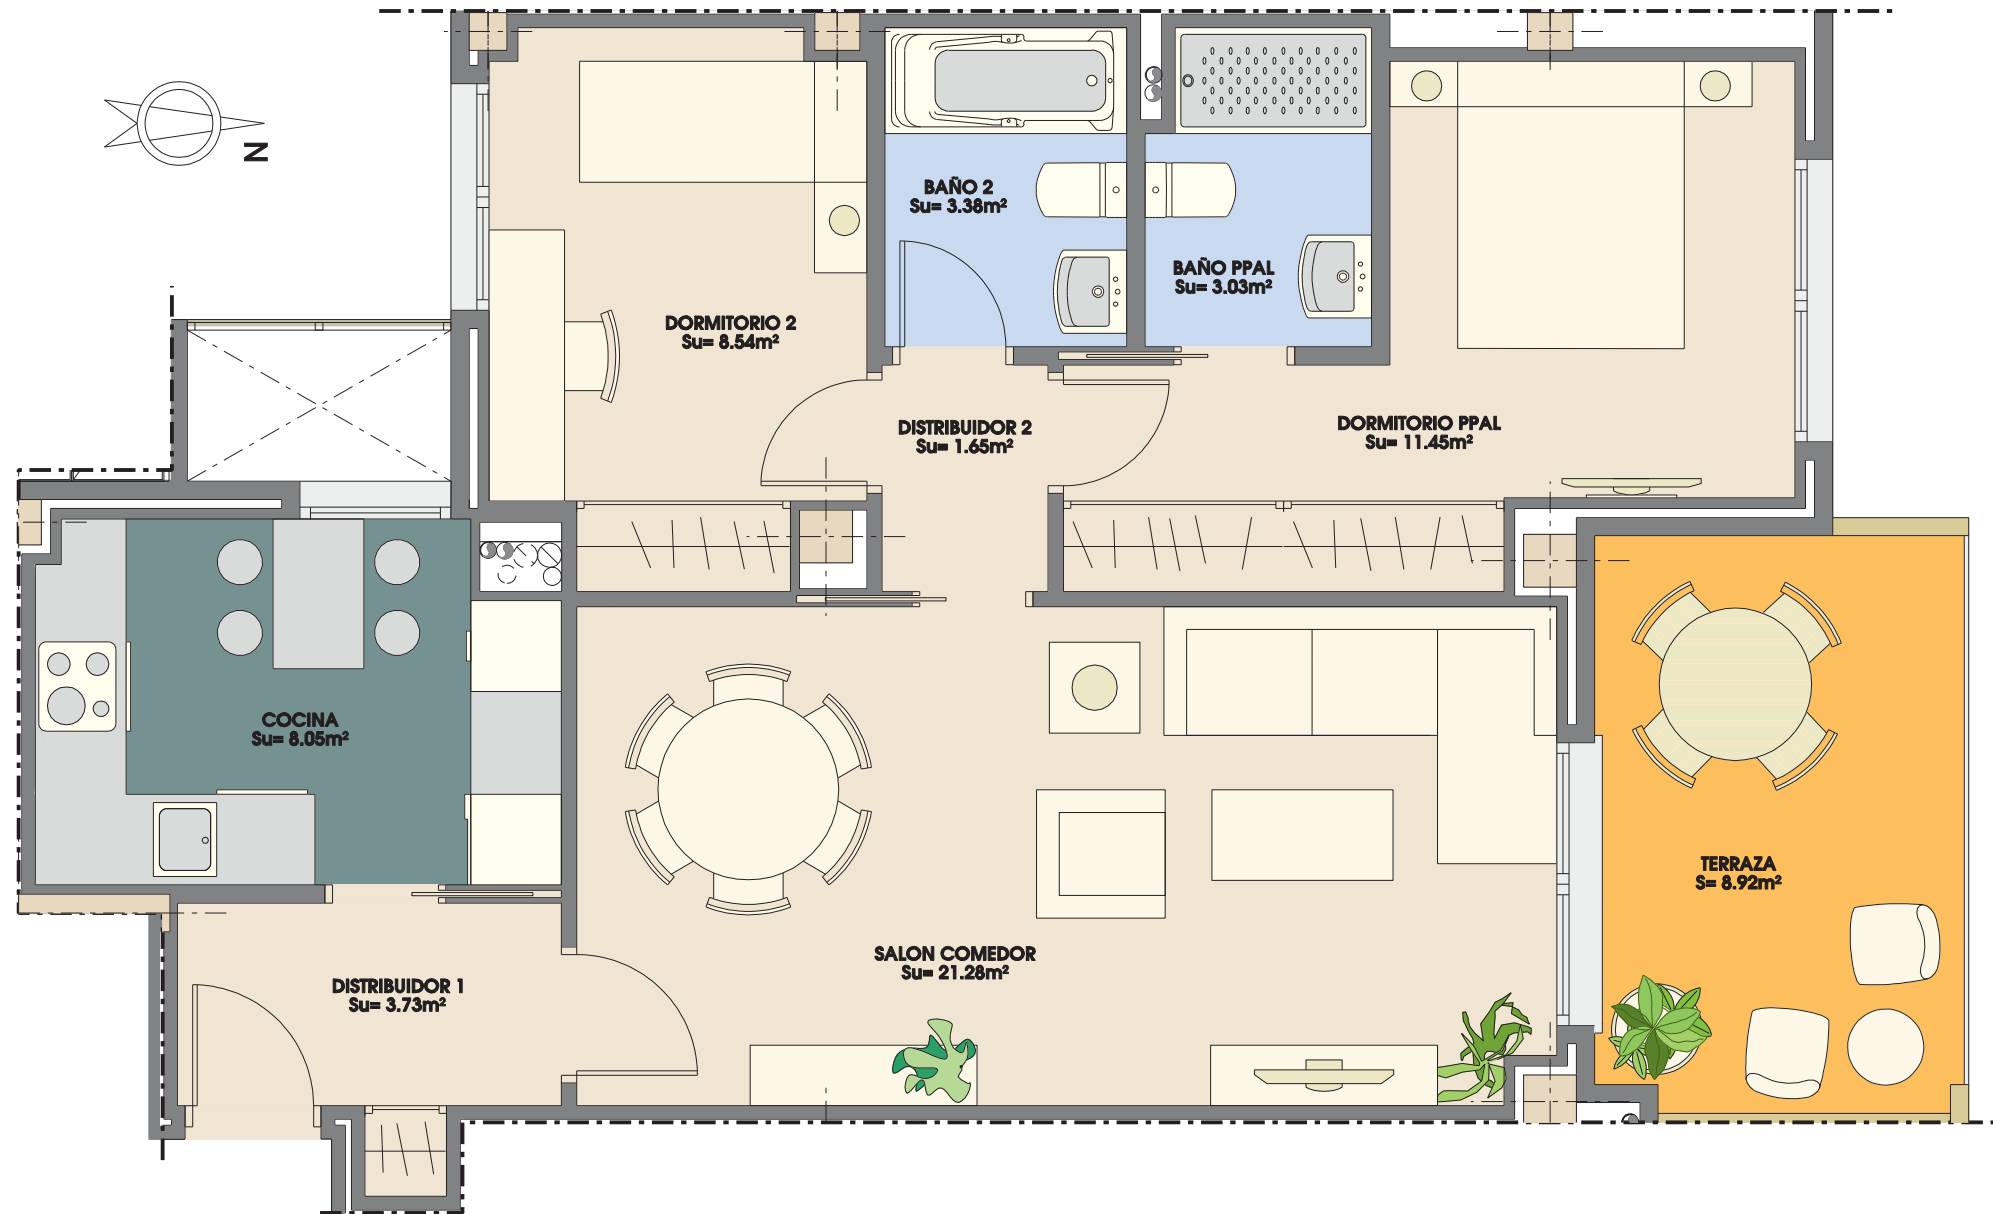 N
BAÑO 2
Su= 3.38m²
BAÑO PPAL
Su= 3.03m²
DORMITORIO 2
Su= 8.54m²
DISTRIBUIDOR 2
Su= 1.65m²
DORMITORIO PPAL
Su= 11.45m²
COCINA
Su= 8.05m²
TERRAZA
S= 8.92m²
SALON COMEDOR
Su= 21.28m²
DISTRIBUIDOR 1
Su= 3.73m²